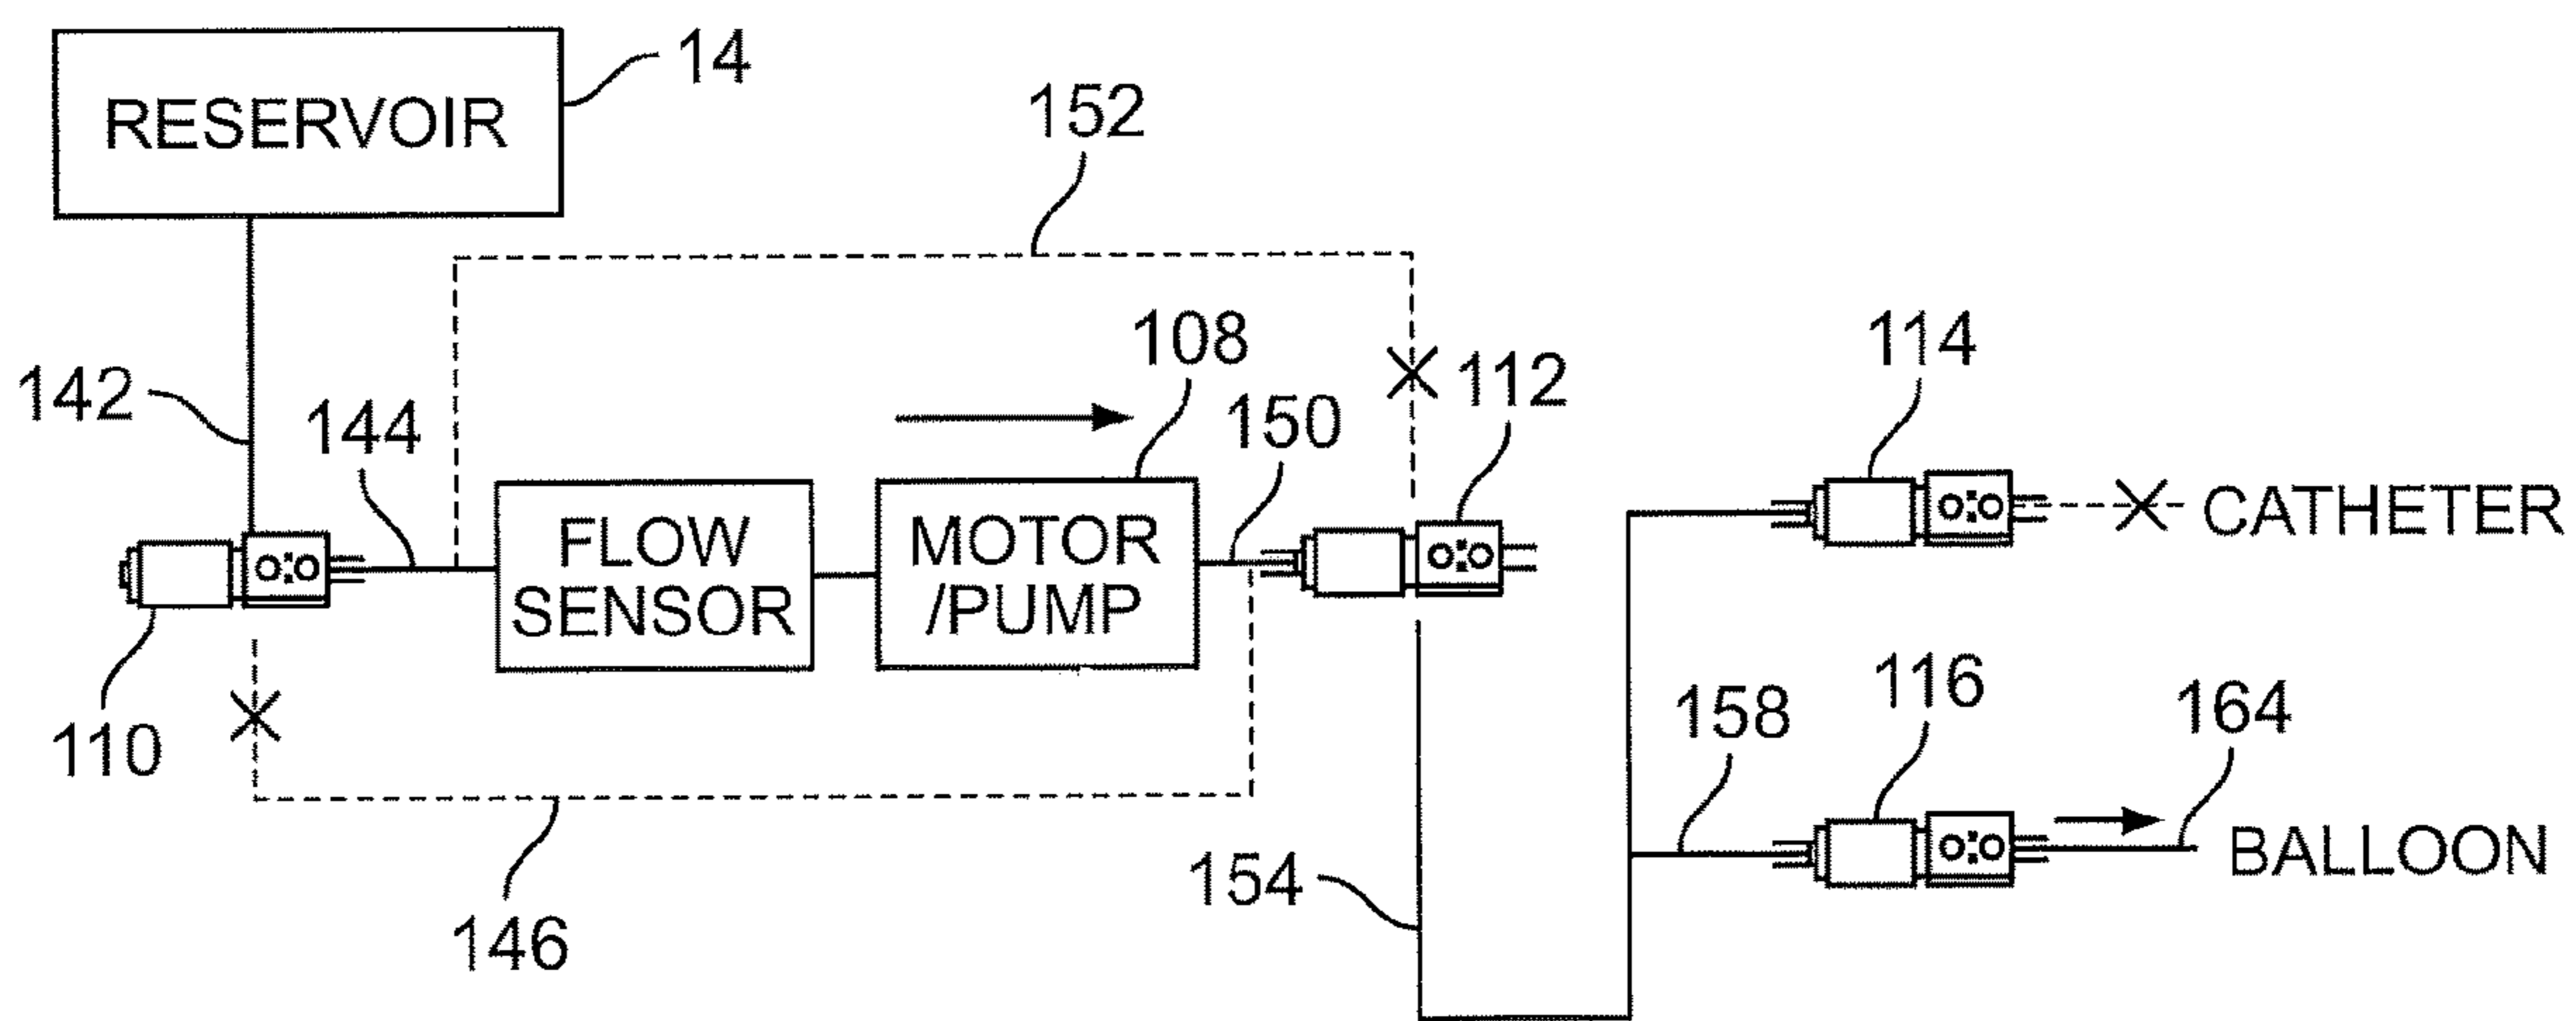 RESERVOIR
14
152
142
144
108
150
112
114
FLOW
SENSOR
MOTOR
/PUMP
CATHETER
110
146
154
158
116
164
BALLOON